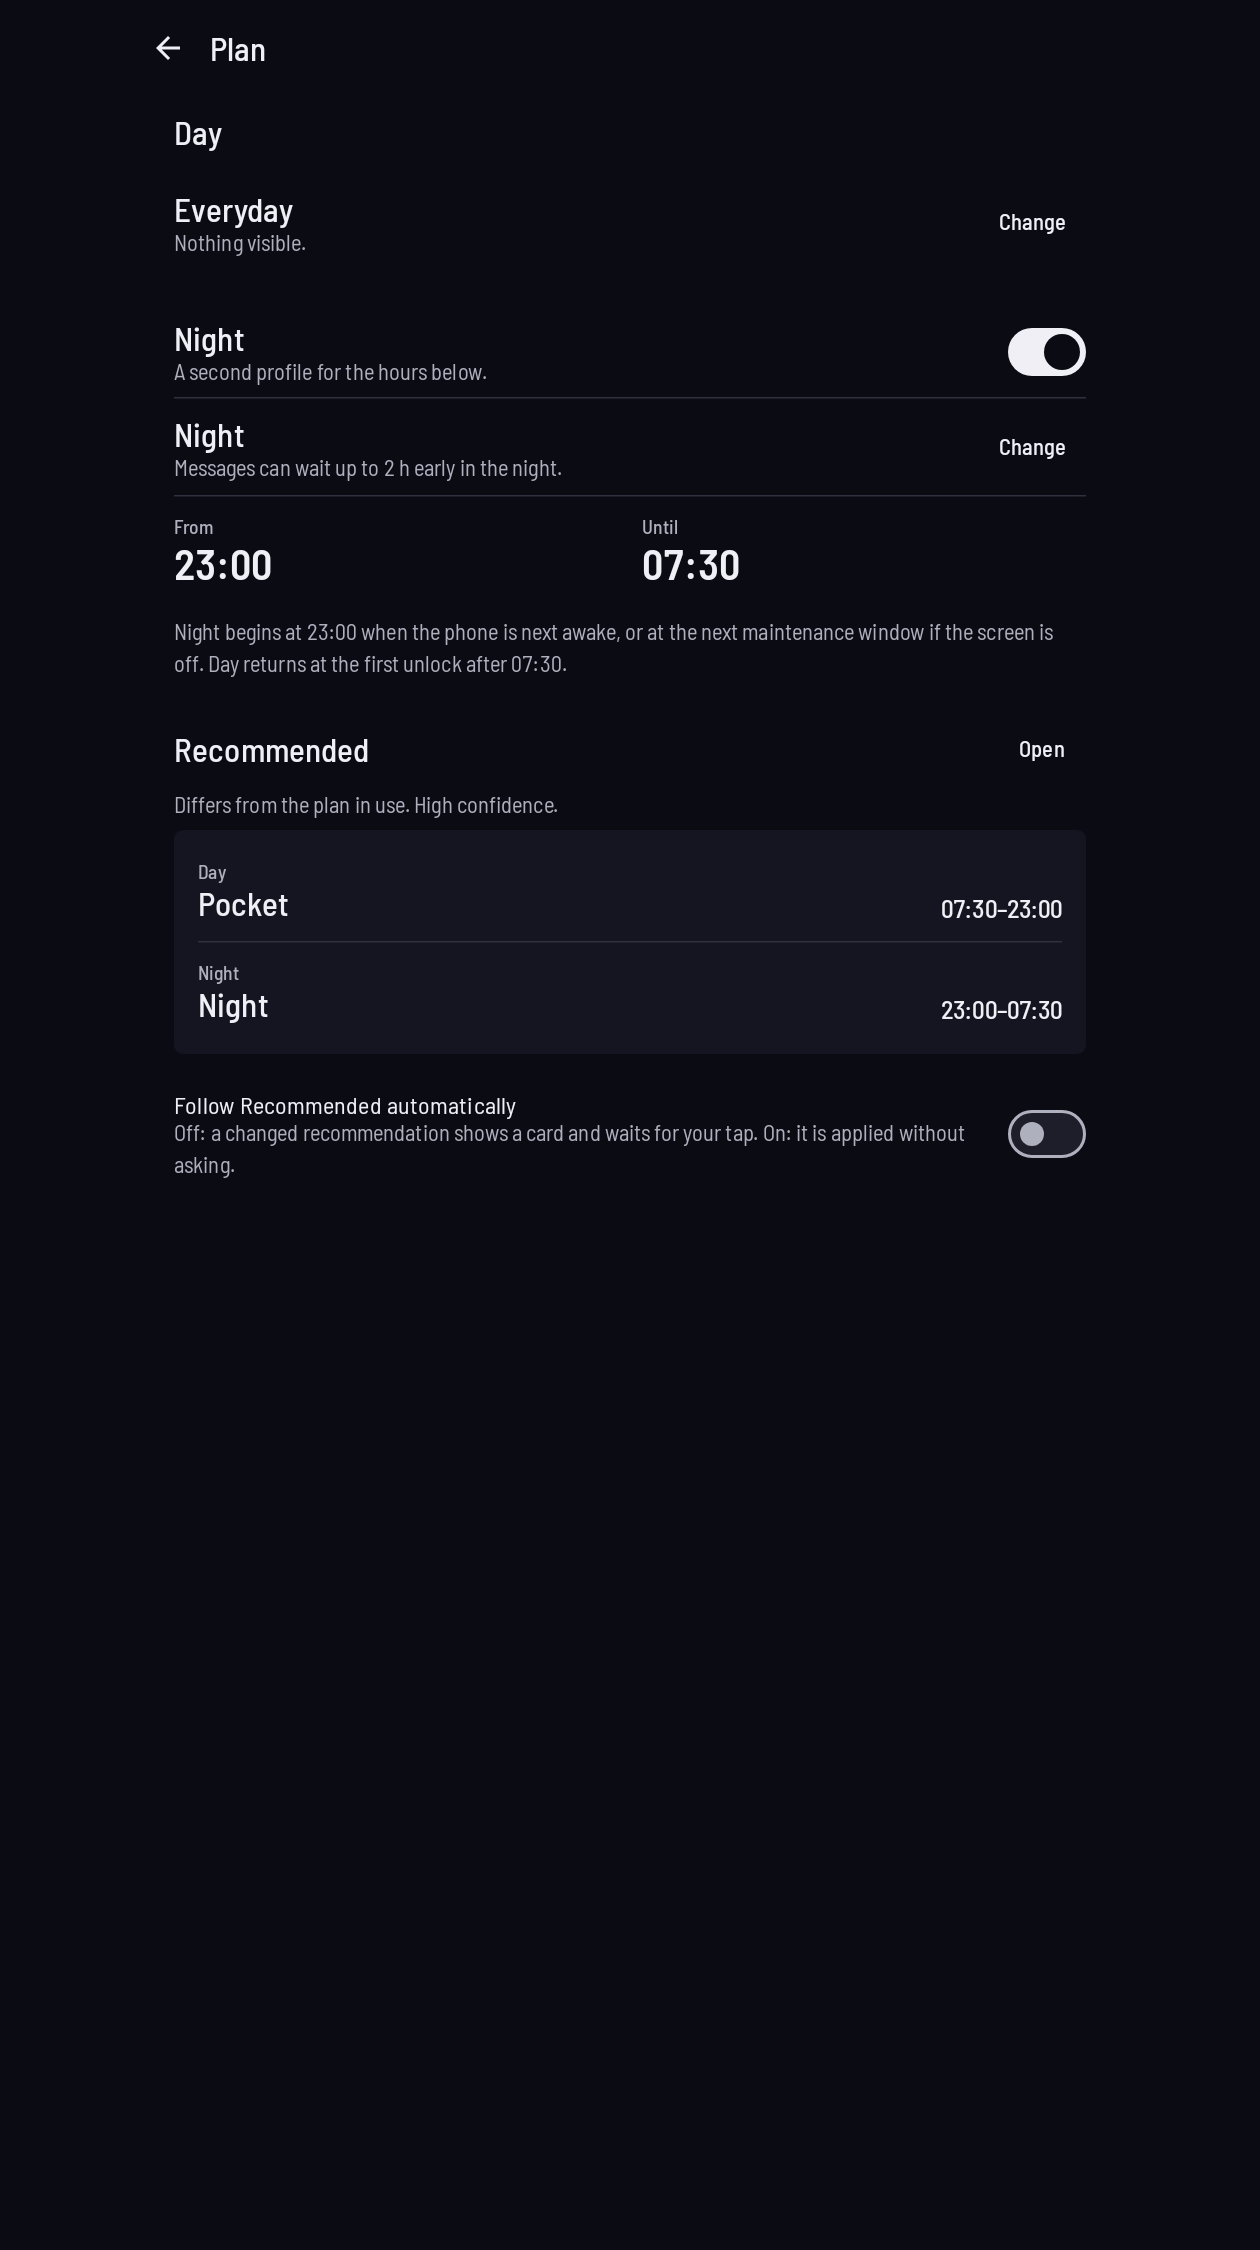 Plan
Day
Everyday
Nothing visible.
Change
Night
A second profile for the hours below.
Night
Messages can wait up to 2 h early in the night.
Change
From
23:00
Until
07:30
Night begins at 23:00 when the phone is next awake, or at the next maintenance window if the screen is
off. Day returns at the first unlock after 07:30.
Recommended
Open
Differs from the plan in use. High confidence.
Day
Pocket
07:30–23:00
Night
Night
23:00–07:30
Follow Recommended automatically
Off: a changed recommendation shows a card and waits for your tap. On: it is applied without
asking.